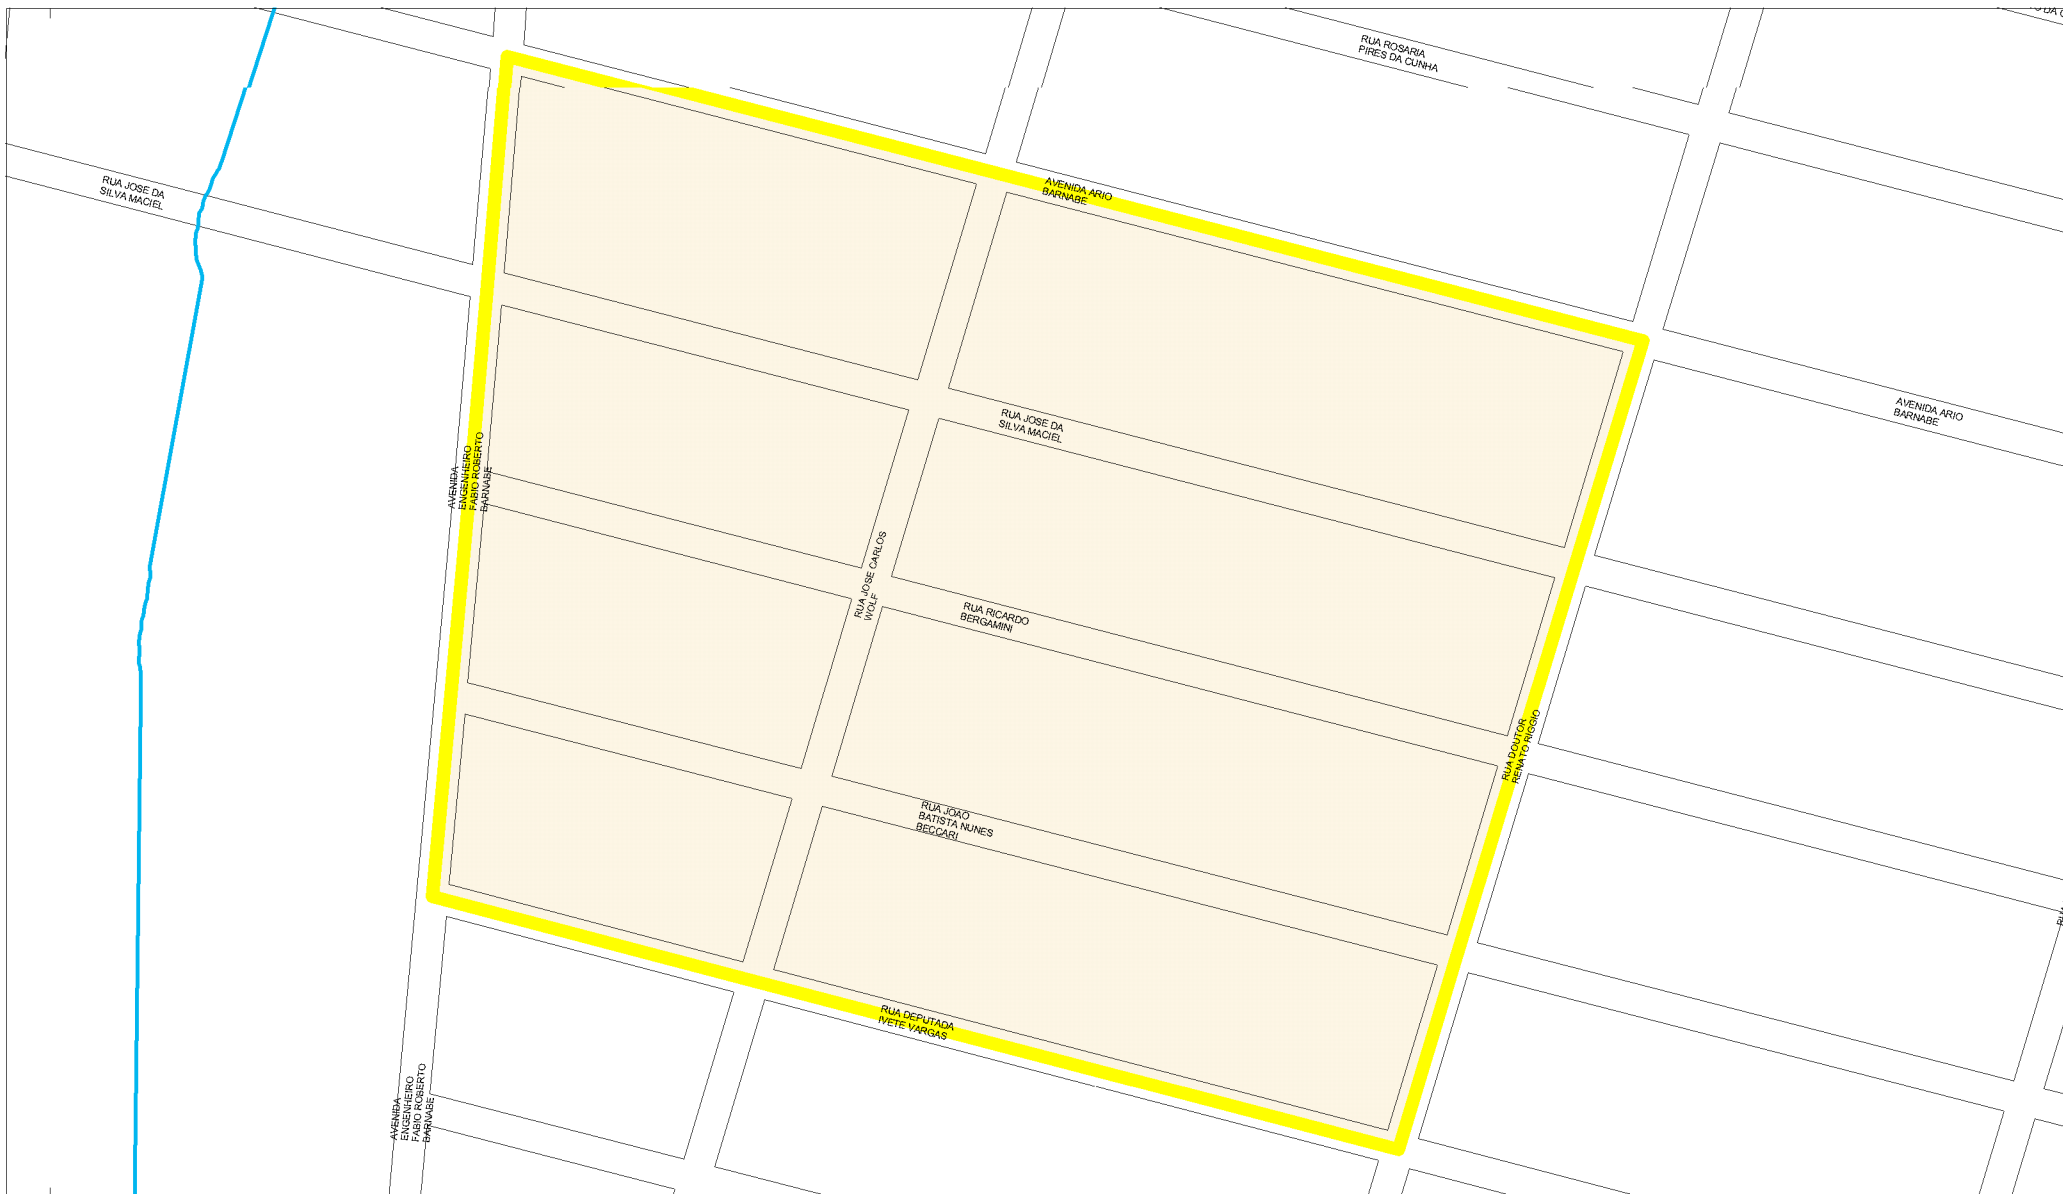 RUA ROSARIA
PIRES DA CUNHA
RUA JOSE DA
SILVA MACIEL
AVENIDA ARIO
BARNABE
AVENIDA ARIO
BARNABE
RUA JOSE DA
SILVA MACIEL
AVENIDA
ENGENHEIRO
FABIO ROBERTO
BARNABE
RUA JOSE CARLOS
WOLF
RUA RICARDO
BERGAMINI
RUA DOUTOR
RENATO RIGGIO
RUA JOAO
BATISTA NUNES
BECCARI
RUA DEPUTADA
IVETE VARGAS
AVENIDA
ENGENHEIRO
FABIO ROBERTO
BARNABE